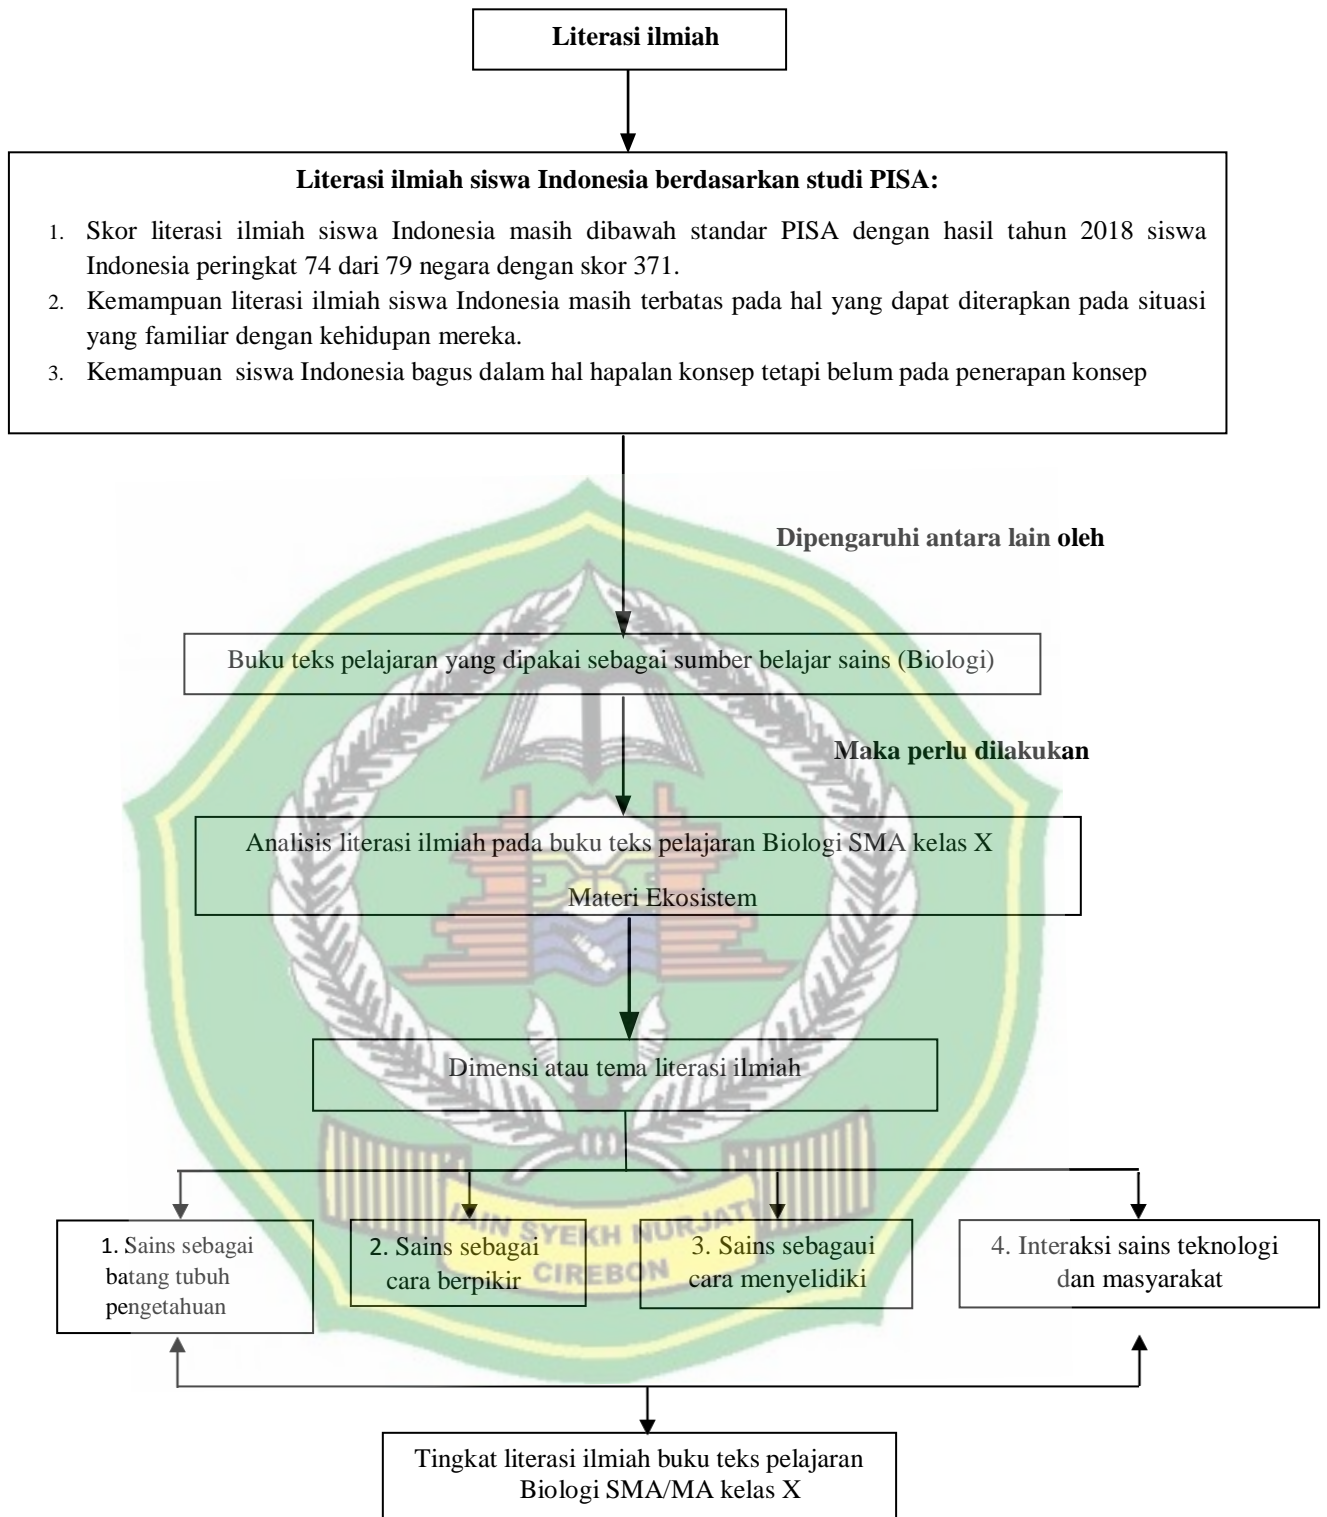 Literasi ilmiah
Literasi ilmiah siswa Indonesia berdasarkan studi PISA:
1. Skor literasi ilmiah siswa Indonesia masih dibawah standar PISA dengan hasil tahun 2018 siswa
Indonesia peringkat 74 dari 79 negara dengan skor 371.
2. Kemampuan literasi ilmiah siswa Indonesia masih terbatas pada hal yang dapat diterapkan pada situasi
yang familiar dengan kehidupan mereka.
3. Kemampuan siswa Indonesia bagus dalam hal hapalan konsep tetapi belum pada penerapan konsep
Dipengaruhi antara lain oleh
Buku teks pelajaran yang dipakai sebagai sumber belajar sains (Biologi)
Maka perlu dilakukan
Analisis literasi ilmiah pada buku teks pelajaran Biologi SMA kelas X
Materi Ekosistem
Dimensi atau tema literasi ilmiah
1. Sains sebagai
batang tubuh
pengetahuan
2. Sains sebagai
cara berpikir
3. Sains sebagaui
cara menyelidiki
4. Interaksi sains teknologi
dan masyarakat
IAIN SYEKH NURJATI
CIREBON
Tingkat literasi ilmiah buku teks pelajaran
Biologi SMA/MA kelas X